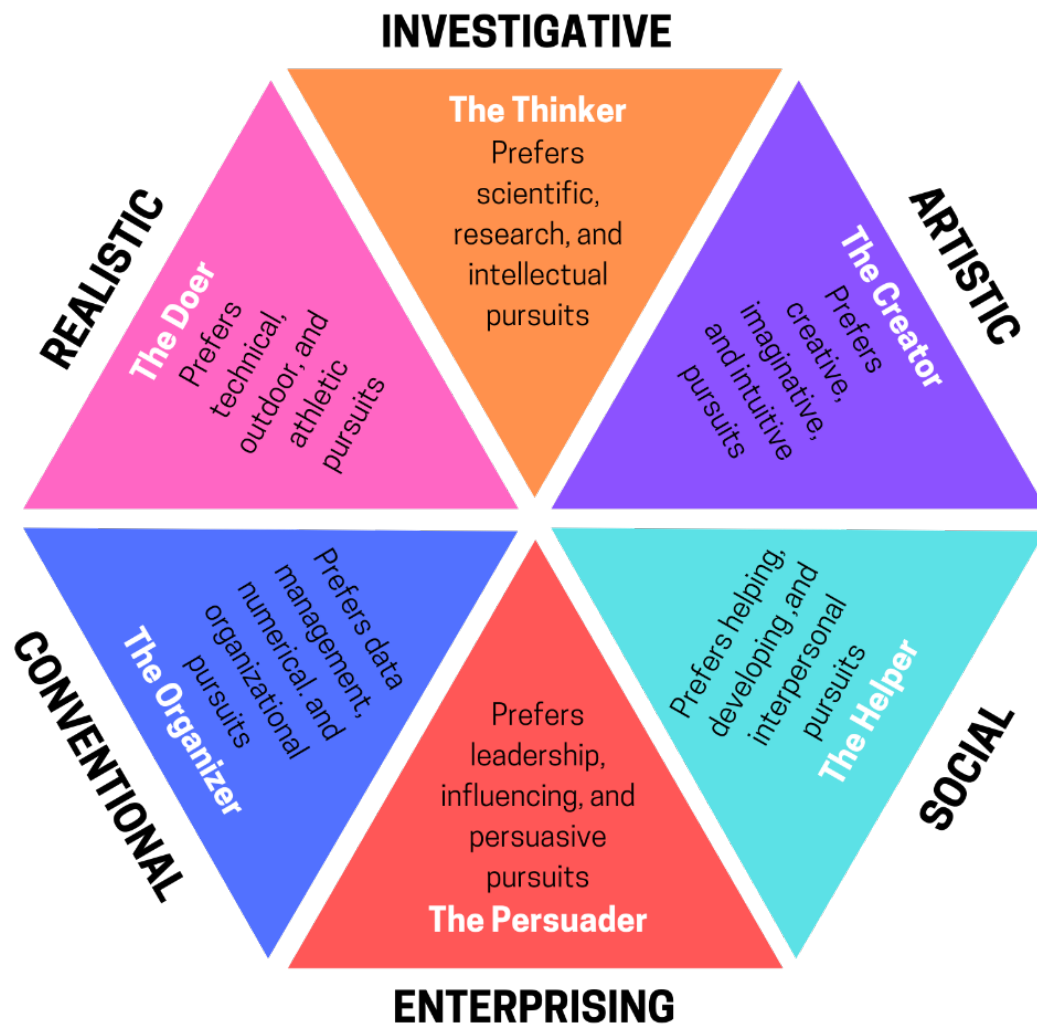 INVESTIGATIVE
The Thinker
Prefers
scientific,
research, and
intellectual
pursuits
ARTISTIC
The Creator
Prefers
creative,
imaginative,
and intuitive
pursuits
SOCIAL
Prefers helping,
developing ,and
interpersonal
pursuits
The Helper
ENTERPRISING
Prefers
leadership,
influencing, and
persuasive
pursuits
The Persuader
CONVENTIONAL
Prefers data
management,
numerical. and
organizational
pursuits
The Organizer
REALISTIC
The Doer
Prefers
technical,
outdoor, and
athletic
pursuits